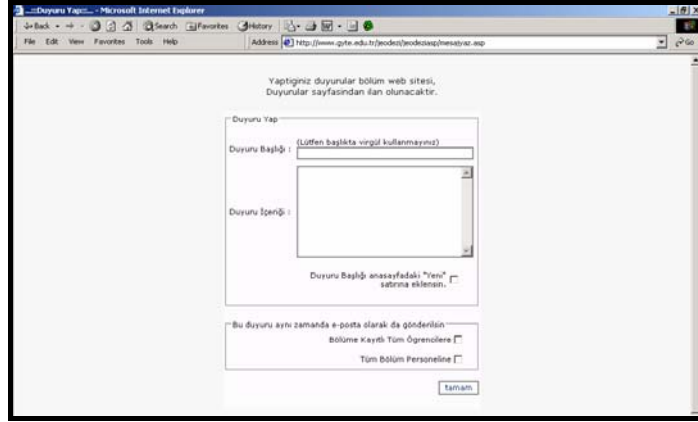 ...::Duyuru Yap::... - Microsoft Internet Explorer
Back Search Favorites History
File Edit View Favorites Tools Help Address http://www.gyte.edu.tr/jeodezi/jeodeziasp/mesajyaz.asp Go
Yaptiginiz duyurular bölüm web sitesi,
Duyurular sayfasindan ilan olunacaktir.
Duyuru Yap
(Lütfen başlıkta virgül kullanmayınız)
Duyuru Başlığı :
Duyuru İçeriği :
Duyuru Başlığı anasayfadaki "Yeni"
satırına eklensin.
Bu duyuru aynı zamanda e-posta olarak da gönderilsin
Bölüme Kayıtlı Tüm Ögrencilere
Tüm Bölüm Personeline
tamam